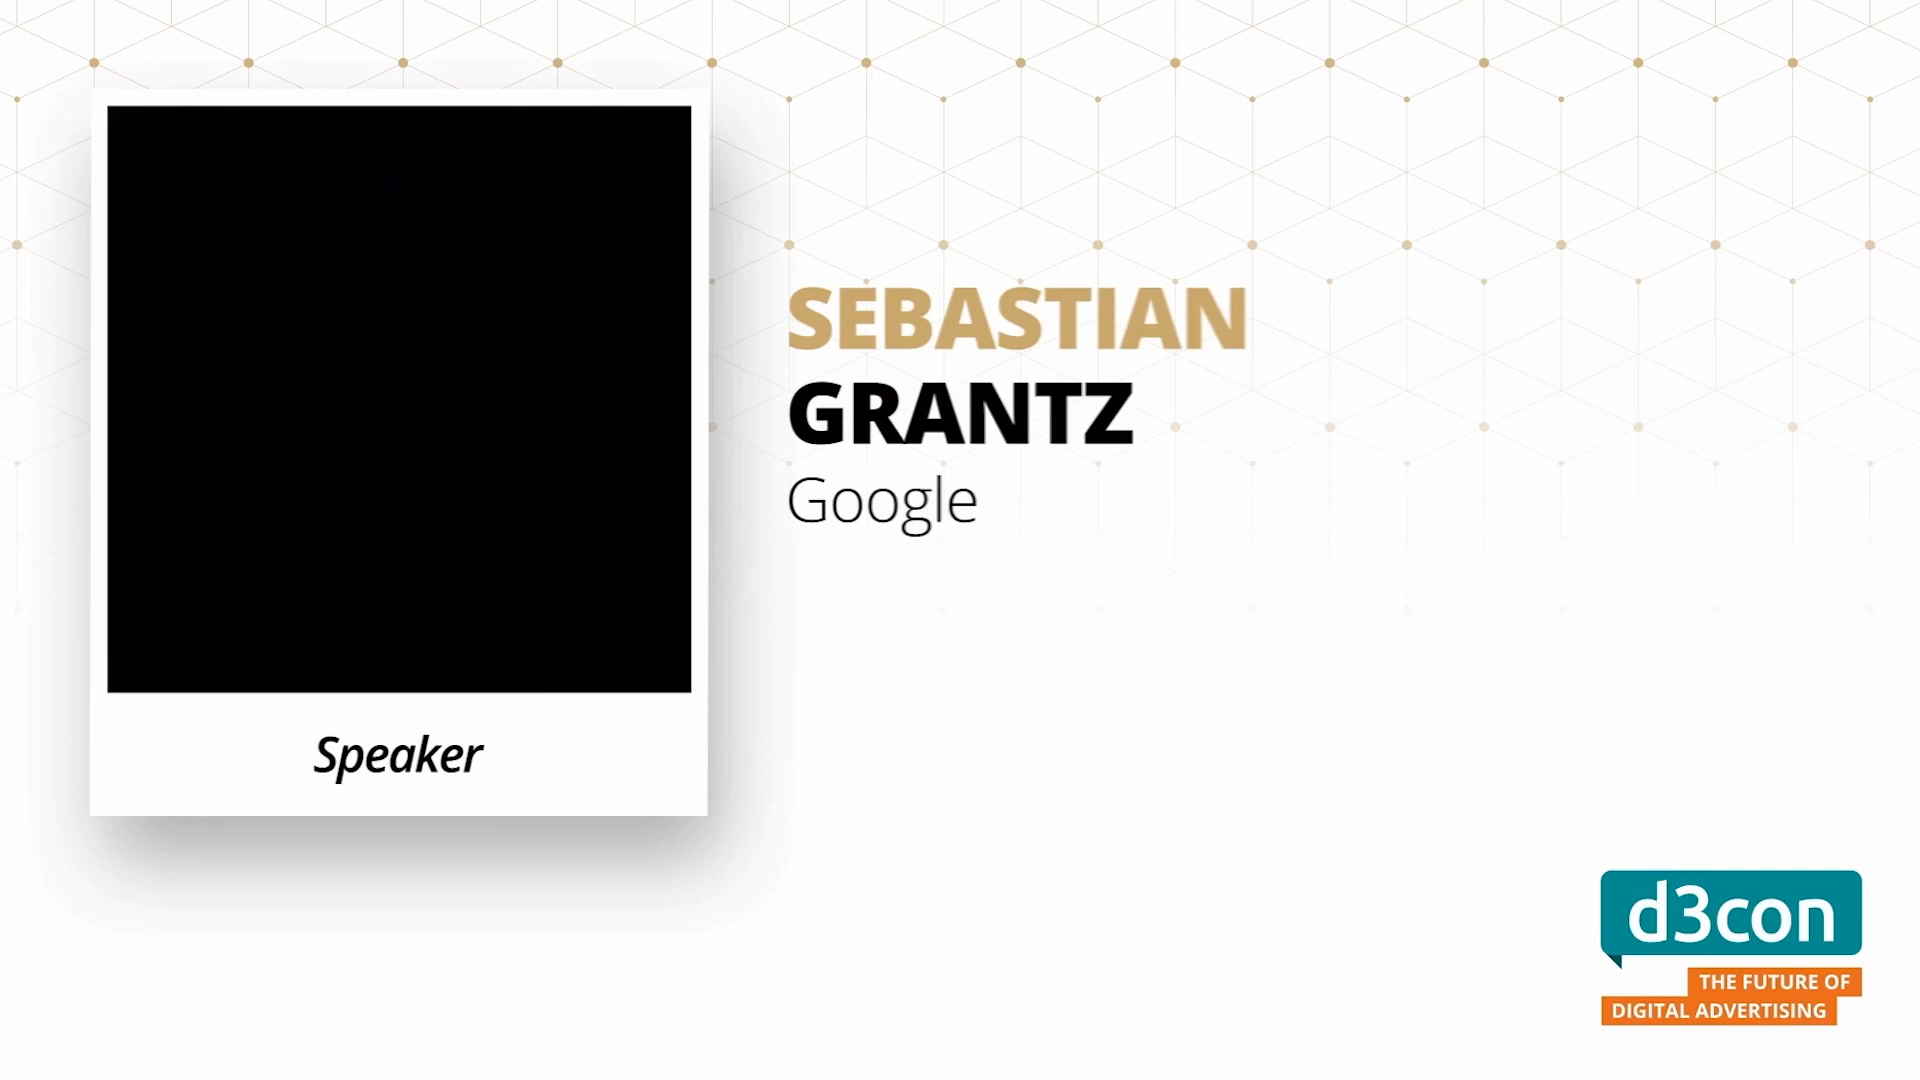 SEBASTIAN
GRANTZ
Google
Speaker
d3con
THE FUTURE OF
DIGITAL ADVERTISING